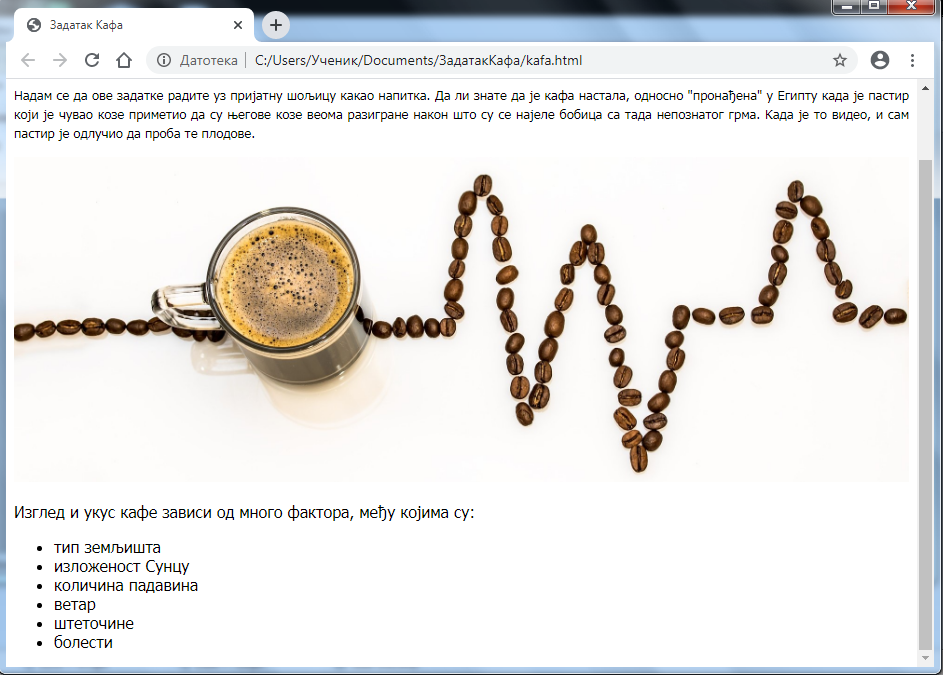 Задатак Кафа
Датотека
C:/Users/Ученик/Documents/ЗадатакКафа/kafa.html
Надам се да ове задатке радите уз пријатну шољицу какао напитка. Да ли знате да је кафа настала, односно "пронађена" у Египту када је пастир
који је чувао козе приметио да су његове козе веома разигране након што су се најеле бобица са тада непознатог грма. Када је то видео, и сам
пастир је одлучио да проба те плодове.
Изглед и укус кафе зависи од много фактора, међу којима су:
• тип земљишта
• изложеност Сунцу
• количина падавина
• ветар
• штеточине
• болести